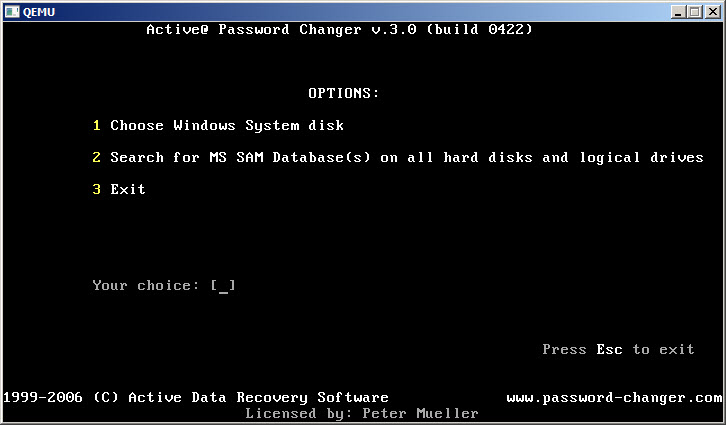 QEMU
Active@ Password Changer v.3.0 (build 0422)
OPTIONS:
1 Choose Windows System disk
2 Search for MS SAM Database(s) on all hard disks and logical drives
3 Exit
Your choice: [_]
Press Esc to exit
1999-2006 (C) Active Data Recovery Software www.password-changer.com
Licensed by: Peter Mueller